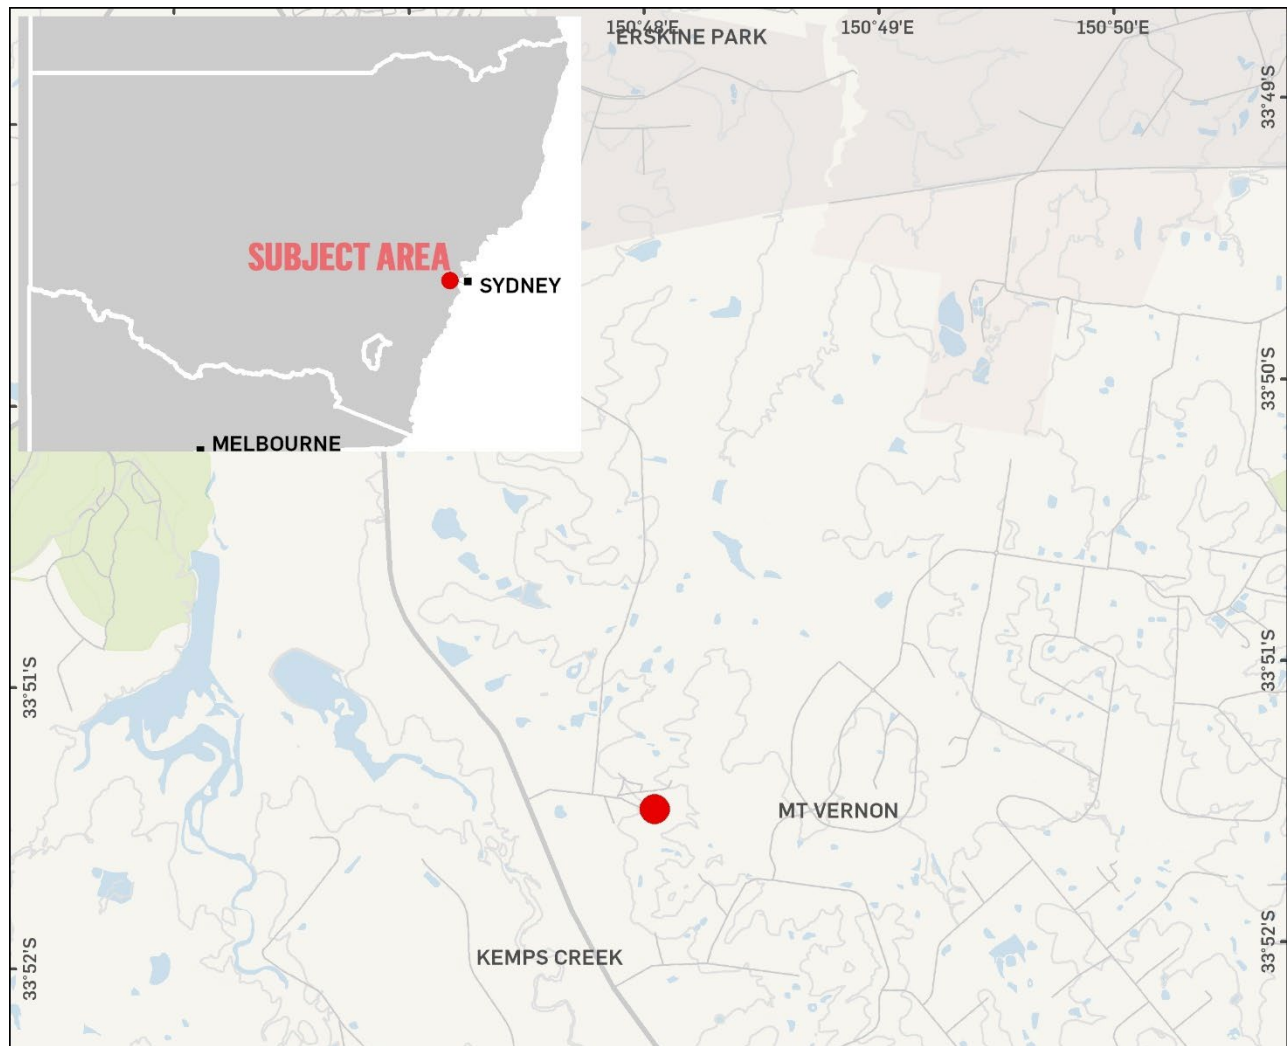 150°48'E
150°49'E
150°50'E
ERSKINE PARK
33°49'S
SUBJECT AREA
SYDNEY
33°50'S
MELBOURNE
33°51'S
33°51'S
MT VERNON
KEMPS CREEK
33°52'S
33°52'S